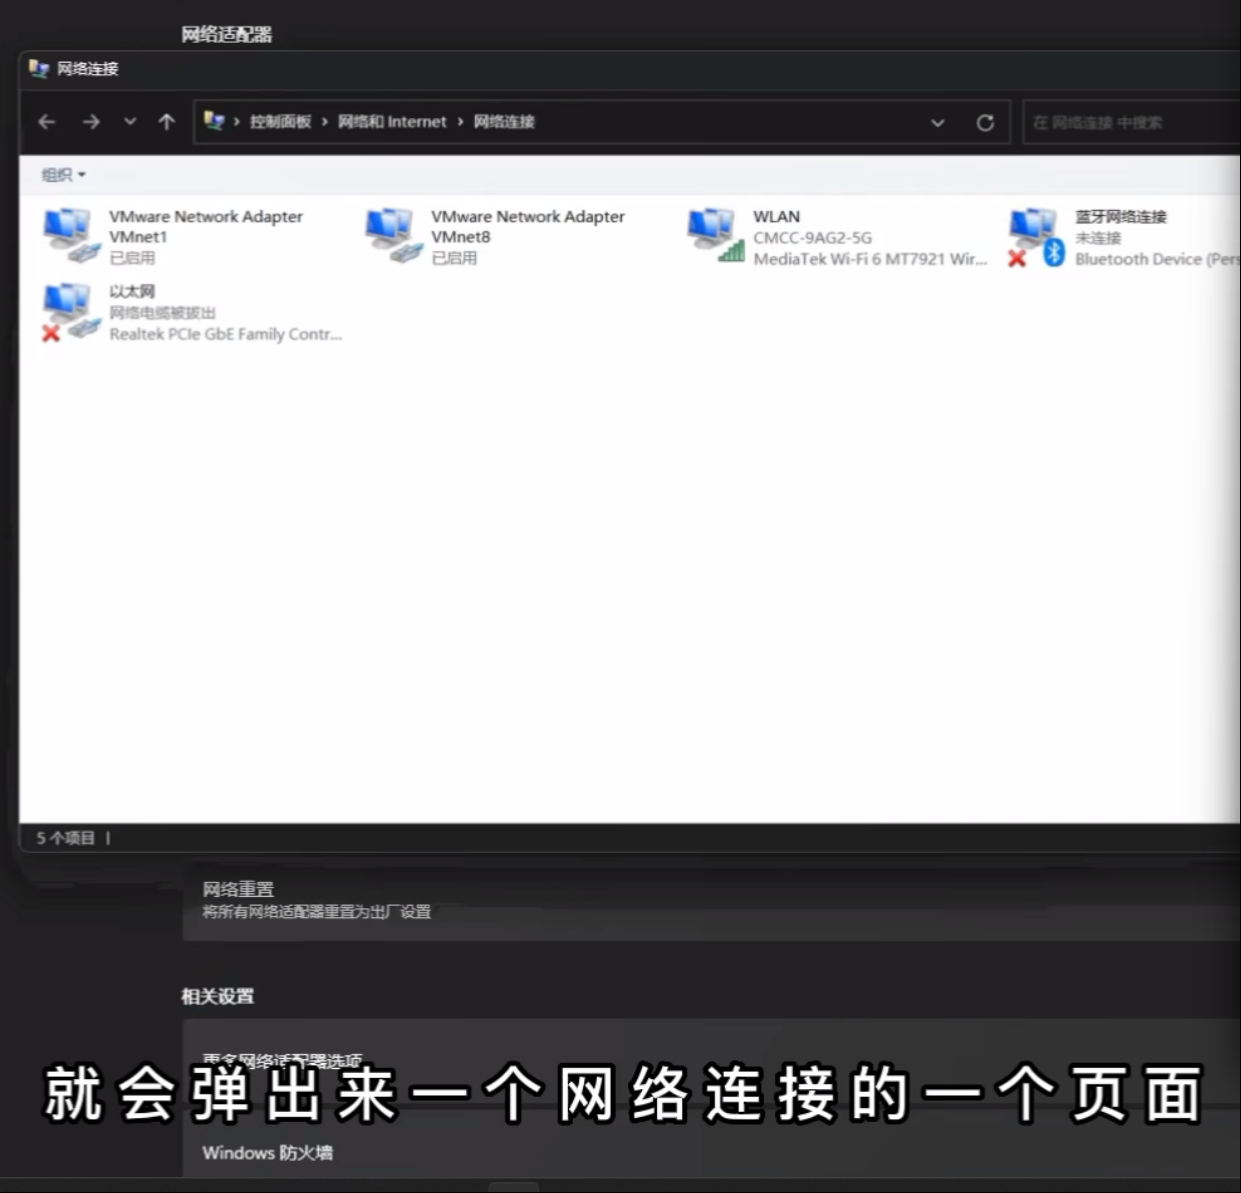 网络适配器
网络连接
控制面板 › 网络和 Internet › 网络连接
在 网络连接 中搜索
组织
VMware Network Adapter
VMnet1
已启用
VMware Network Adapter
VMnet8
已启用
WLAN
CMCC-9AG2-5G
MediaTek Wi-Fi 6 MT7921 Wir...
蓝牙网络连接
未连接
Bluetooth Device (Pers
以太网
网络电缆被拔出
Realtek PCIe GbE Family Contr...
5 个项目
网络重置
将所有网络适配器重置为出厂设置
相关设置
更多网络适配器选项
就会弹出来一个网络连接的一个页面
Windows 防火墙